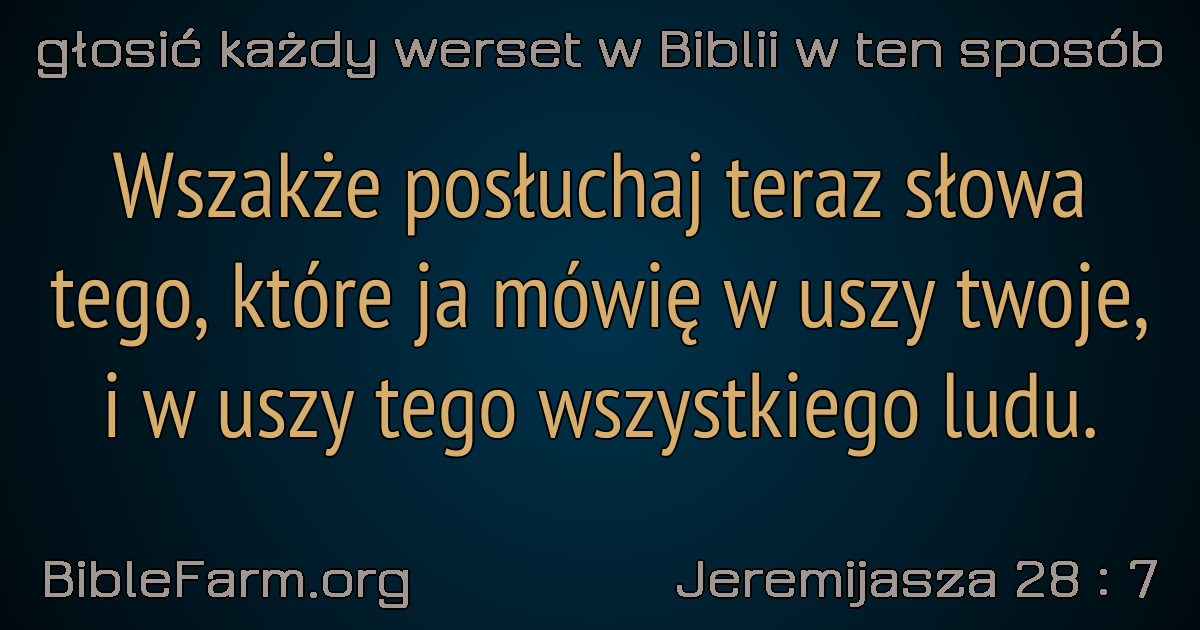 głosić każdy werset w Biblii w ten sposób
Wszakże posłuchaj teraz słowa
tego, które ja mówię w uszy twoje,
i w uszy tego wszystkiego ludu.
BibleFarm.org
Jeremijasza 28 : 7